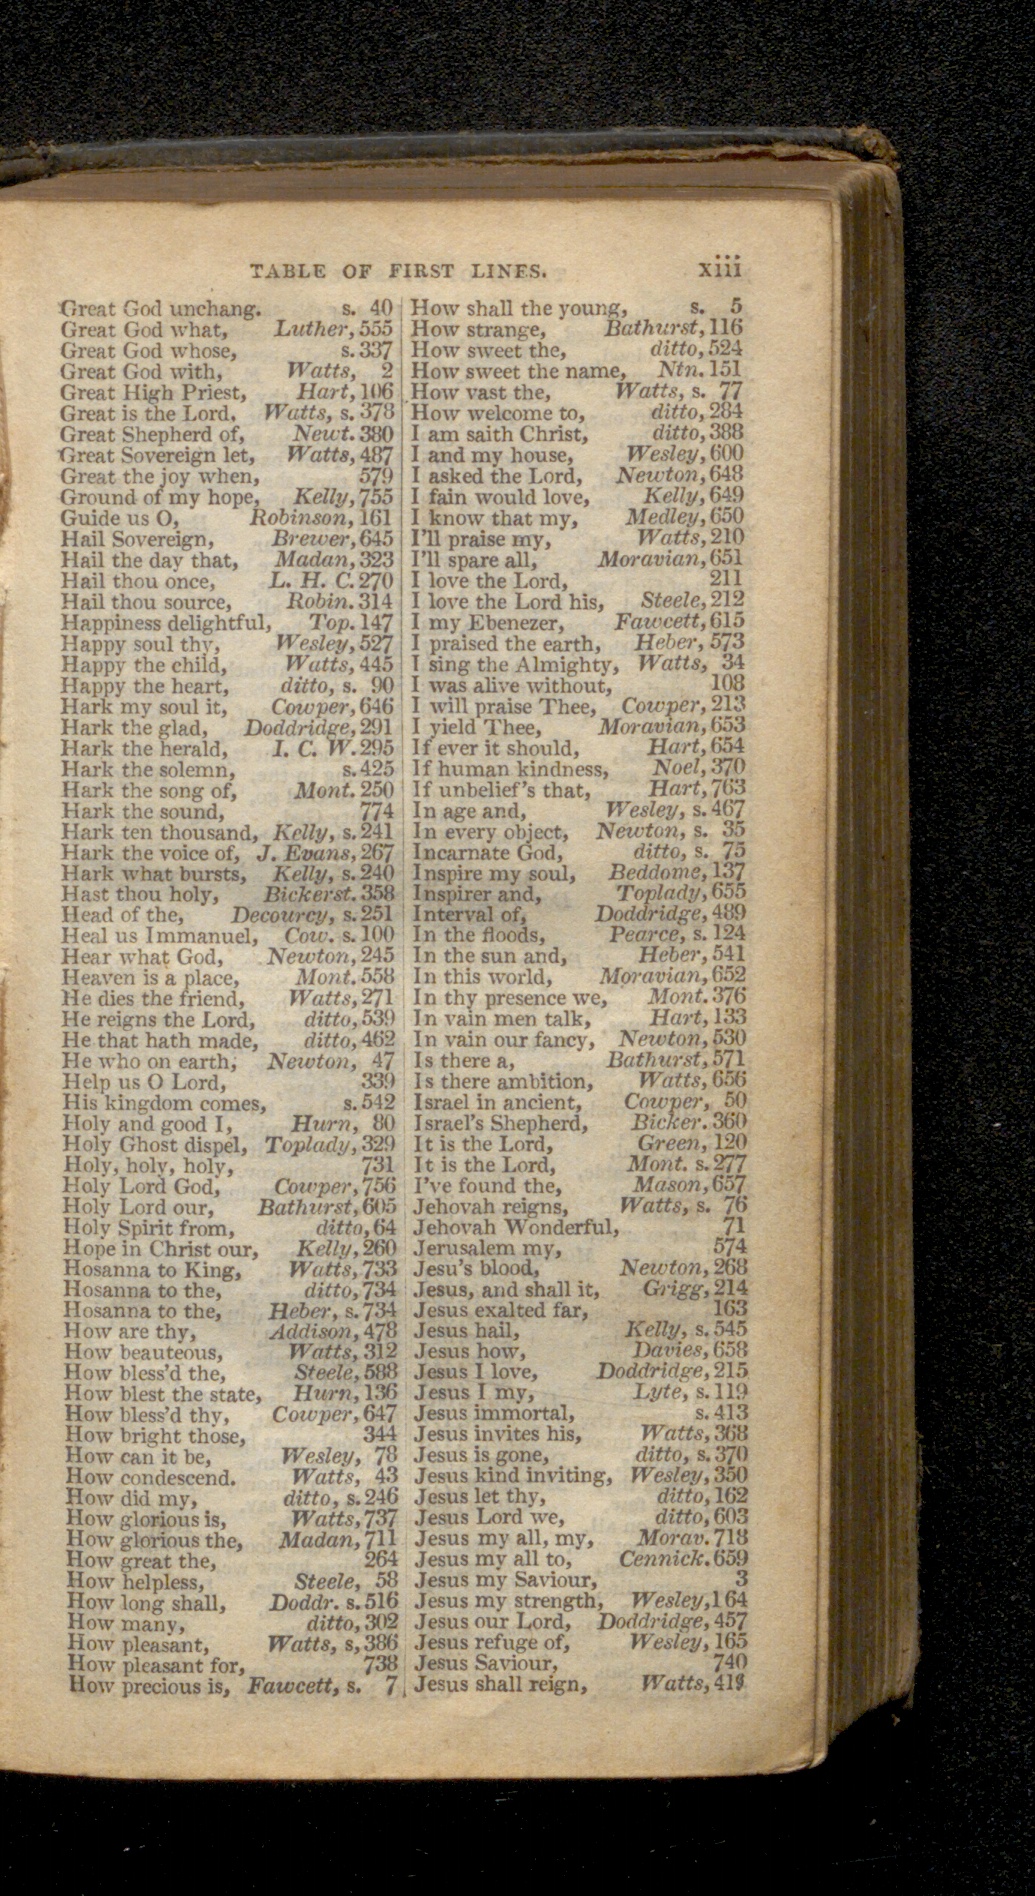 TABLE OF FIRST LINES. xiii
Great God unchang. s. 40
Great God what, Luther, 555
Great God whose, s. 337
Great God with, Watts, 2
Great High Priest, Hart, 106
Great is the Lord. Watts, s. 378
Great Shepherd of, Newt. 380
Great Sovereign let, Watts, 487
Great the joy when, 579
Ground of my hope, Kelly, 755
Guide us O, Robinson, 161
Hail Sovereign, Brewer, 645
Hail the day that, Madan, 323
Hail thou once, L. H. C. 270
Hail thou source, Robin. 314
Happiness delightful, Top. 147
Happy soul thy, Wesley, 527
Happy the child, Watts, 445
Happy the heart, ditto, s. 90
Hark my soul it, Cowper, 646
Hark the glad, Doddridge, 291
Hark the herald, I. C. W. 295
Hark the solemn, s. 425
Hark the song of, Mont. 250
Hark the sound, 774
Hark ten thousand, Kelly, s. 241
Hark the voice of, J. Evans, 267
Hark what bursts, Kelly, s. 240
Hast thou holy, Bickerst. 358
Head of the, Decourcy, s. 251
Heal us Immanuel, Cow. s. 100
Hear what God, Newton, 245
Heaven is a place, Mont. 558
He dies the friend, Watts, 271
He reigns the Lord, ditto, 539
He that hath made, ditto, 462
He who on earth, Newton, 47
Help us O Lord, 339
His kingdom comes, s. 542
Holy and good I, Hurn, 80
Holy Ghost dispel, Toplady, 329
Holy, holy, holy, 731
Holy Lord God, Cowper, 756
Holy Lord our, Bathurst, 605
Holy Spirit from, ditto, 64
Hope in Christ our, Kelly, 260
Hosanna to King, Watts, 733
Hosanna to the, ditto, 734
Hosanna to the, Heber, s. 734
How are thy, Addison, 478
How beauteous, Watts, 312
How bless'd the, Steele, 588
How blest the state, Hurn, 136
How bless'd thy, Cowper, 647
How bright those, 344
How can it be, Wesley, 78
How condescend. Watts, 43
How did my, ditto, s. 246
How glorious is, Watts, 737
How glorious the, Madan, 711
How great the, 264
How helpless, Steele, 58
How long shall, Doddr. s. 516
How many, ditto, 302
How pleasant, Watts, s, 386
How pleasant for, 738
How precious is, Fawcett, s. 7
How shall the young, s. 5
How strange, Bathurst, 116
How sweet the, ditto, 524
How sweet the name, Ntn. 151
How vast the, Watts, s. 77
How welcome to, ditto, 284
I am saith Christ, ditto, 388
I and my house, Wesley, 600
I asked the Lord, Newton, 648
I fain would love, Kelly, 649
I know that my, Medley, 650
I'll praise my, Watts, 210
I'll spare all, Moravian, 651
I love the Lord, 211
I love the Lord his, Steele, 212
I my Ebenezer, Fawcett, 615
I praised the earth, Heber, 573
I sing the Almighty, Watts, 34
I was alive without, 108
I will praise Thee, Cowper, 213
I yield Thee, Moravian, 653
If ever it should, Hart, 654
If human kindness, Noel, 370
If unbelief's that, Hart, 763
In age and, Wesley, s. 467
In every object, Newton, s. 35
Incarnate God, ditto, s. 75
Inspire my soul, Beddome, 137
Inspirer and, Toplady, 655
Interval of, Doddridge, 489
In the floods, Pearce, s. 124
In the sun and, Heber, 541
In this world, Moravian, 652
In thy presence we, Mont. 376
In vain men talk, Hart, 133
In vain our fancy, Newton, 530
Is there a, Bathurst, 571
Is there ambition, Watts, 656
Israel in ancient, Cowper, 50
Israel's Shepherd, Bicker. 360
It is the Lord, Green, 120
It is the Lord, Mont. s. 277
I've found the, Mason, 657
Jehovah reigns, Watts, s. 76
Jehovah Wonderful, 71
Jerusalem my, 574
Jesu's blood, Newton, 268
Jesus, and shall it, Grigg, 214
Jesus exalted far, 163
Jesus hail, Kelly, s. 545
Jesus how, Davies, 658
Jesus I love, Doddridge, 215
Jesus I my, Lyte, s. 119
Jesus immortal, s. 413
Jesus invites his, Watts, 368
Jesus is gone, ditto, s. 370
Jesus kind inviting, Wesley, 350
Jesus let thy, ditto, 162
Jesus Lord we, ditto, 603
Jesus my all, my, Morav. 718
Jesus my all to, Cennick. 659
Jesus my Saviour, 3
Jesus my strength, Wesley, 164
Jesus our Lord, Doddridge, 457
Jesus refuge of, Wesley, 165
Jesus Saviour, 740
Jesus shall reign, Watts,